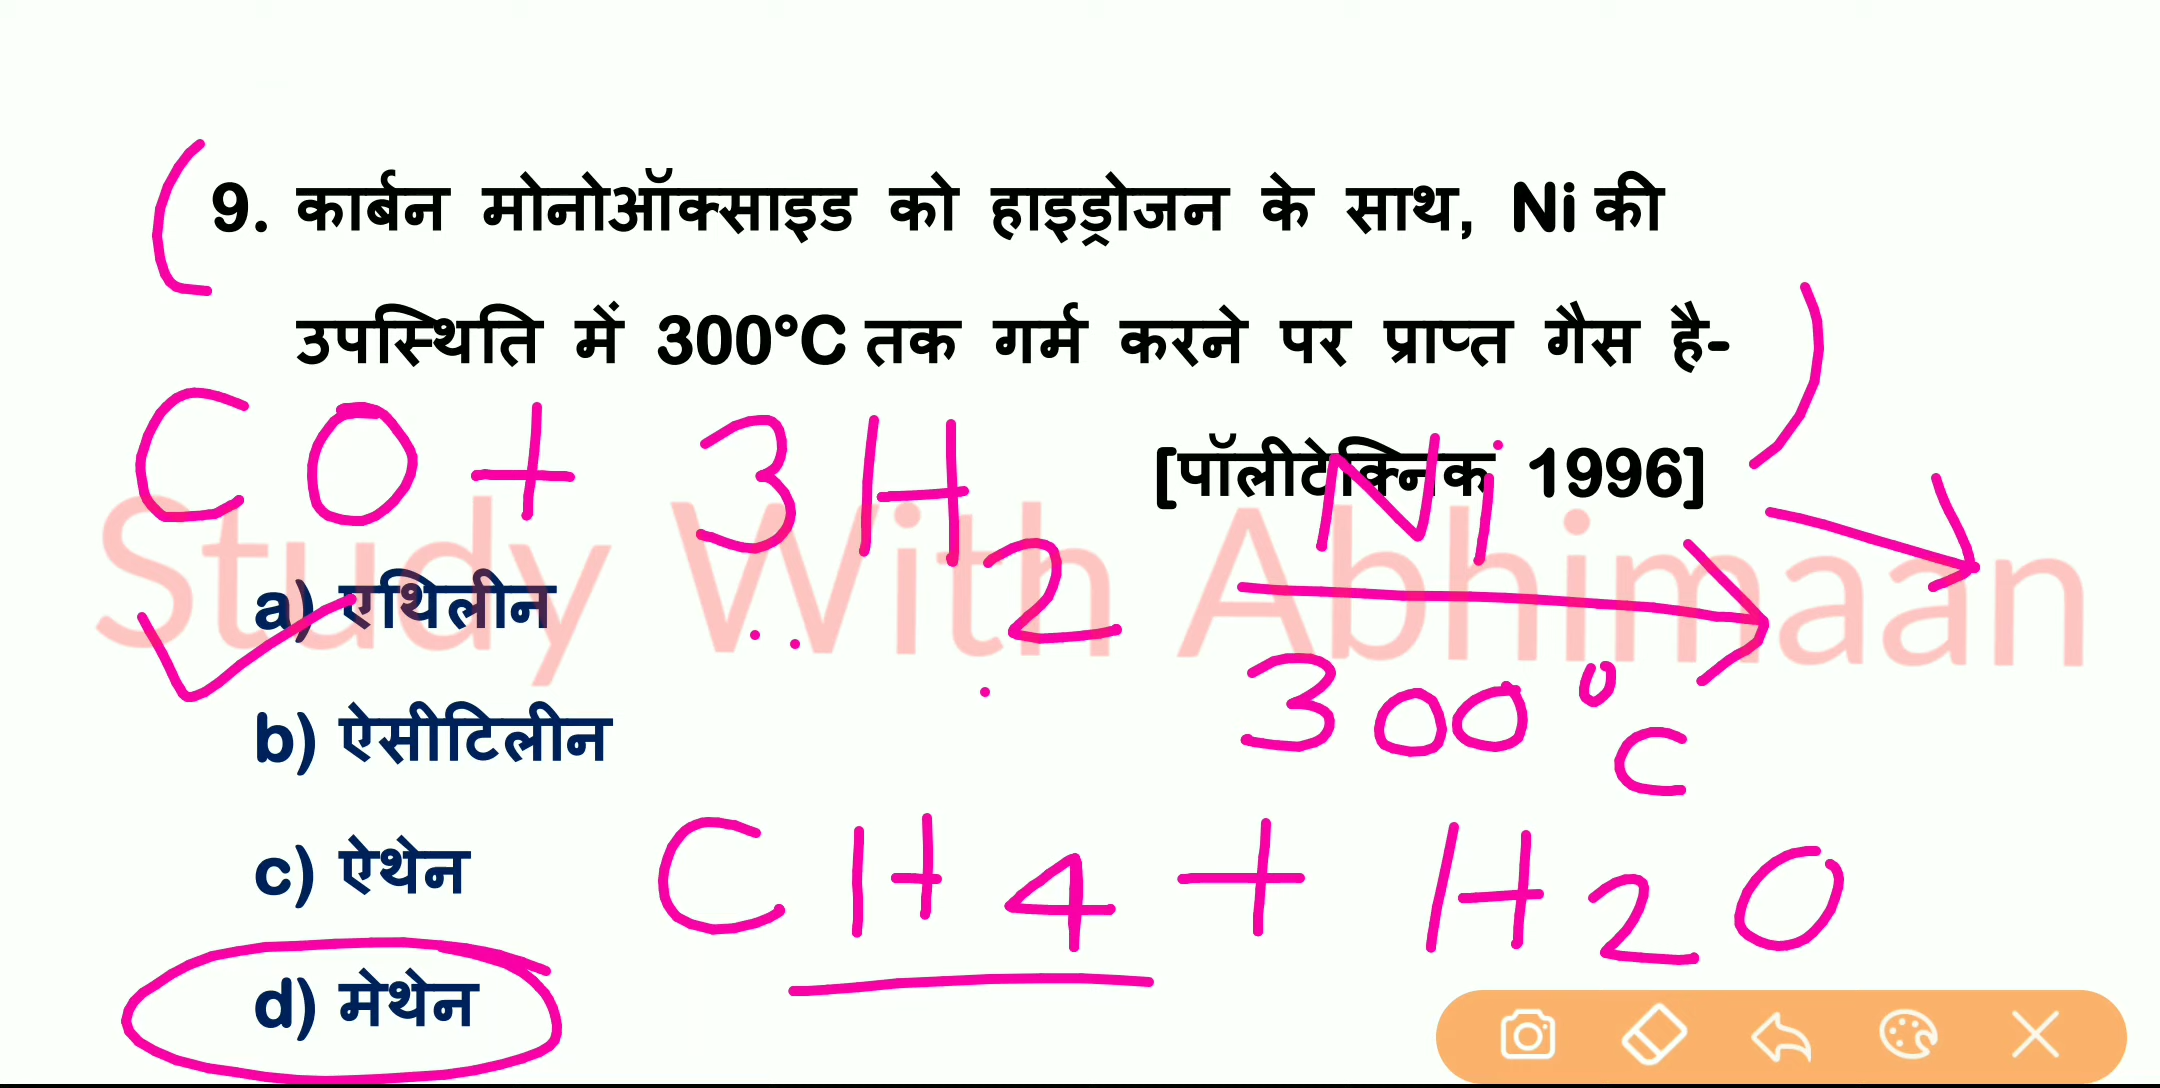 9. कार्बन मोनोऑक्साइड को हाइड्रोजन के साथ, Ni की
उपस्थिति में 300°C तक गर्म करने पर प्राप्त गैस है-
[पॉलीटेक्निक 1996]
CO + 3H2 Ni
300°C
Study With Abhimaan
a) एथिलीन
b) ऐसीटिलीन
c) ऐथेन
CH4 + H2O
d) मेथेन